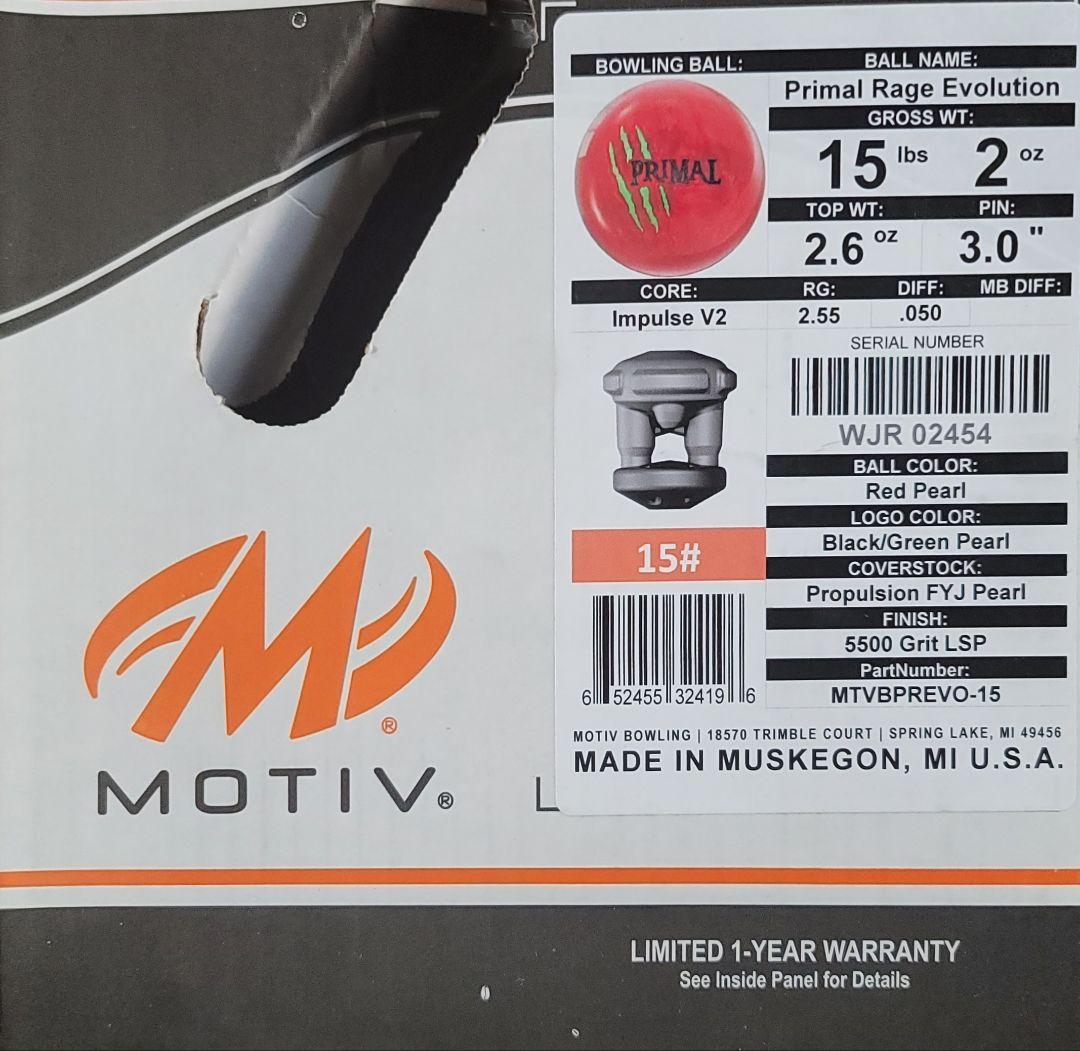 BOWLING BALL:
BALL NAME:
Primal Rage Evolution
PRIMAL
GROSS WT:
15 lbs 2 oz
TOP WT: PIN:
2.6 oz 3.0 "
CORE: RG: DIFF: MB DIFF:
Impulse V2 2.55 .050
SERIAL NUMBER
WJR 02454
BALL COLOR:
Red Pearl
LOGO COLOR:
Black/Green Pearl
COVERSTOCK:
Propulsion FYJ Pearl
FINISH:
5500 Grit LSP
PartNumber:
MTVBPREVO-15
15#
6 52455 32419 6
MOTIV BOWLING | 18570 TRIMBLE COURT | SPRING LAKE, MI 49456
MADE IN MUSKEGON, MI U.S.A.
M®
MOTIV®
LIMITED 1-YEAR WARRANTY
See Inside Panel for Details